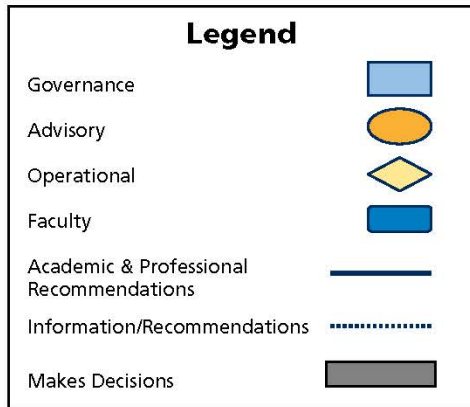 Legend
Governance
Advisory
Operational
Faculty
Academic & Professional
Recommendations
Information/Recommendations
Makes Decisions